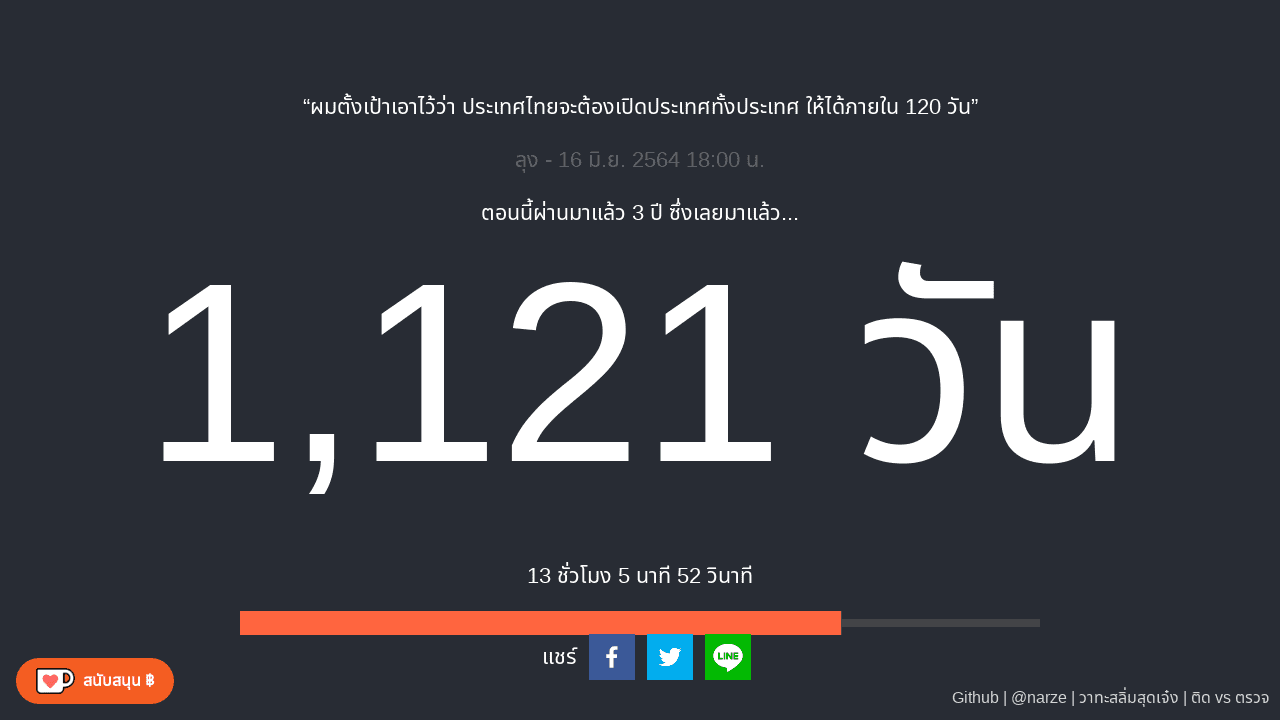 “ผมตั้งเป้าเอาไว้ว่า ประเทศไทยจะต้องเปิดประเทศทั้งประเทศ ให้ได้ภายใน 120 วัน”
ลุง - 16 มิ.ย. 2564 18:00 น.
ตอนนี้ผ่านมาแล้ว 3 ปี ซึ่งเลยมาแล้ว...
1,121 วัน
13 ชั่วโมง 5 นาที 52 วินาที
แชร์
LINE
สนับสนุน ฿
Github | @narze | วาทะสลิ่มสุดเจ๋ง | ติด vs ตรวจ